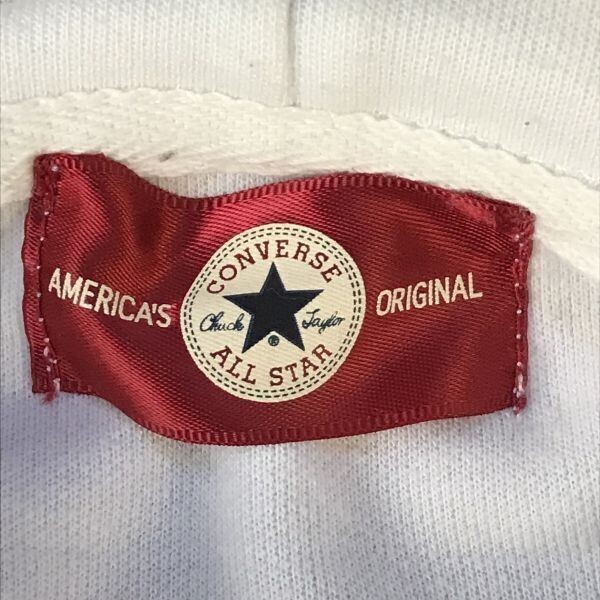 AMERICA'S
CONVERSE
Chuck Taylor
®
ALL STAR
ORIGINAL